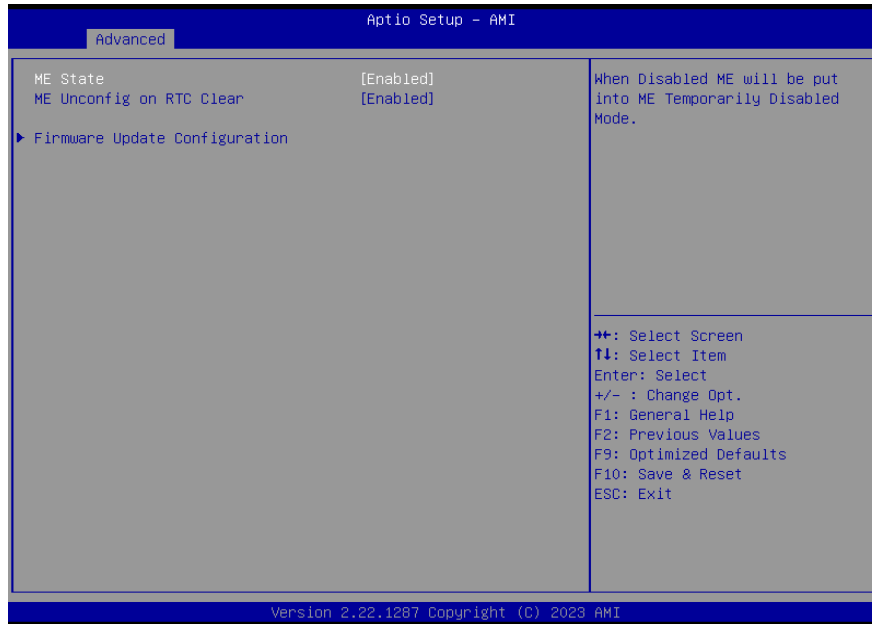 Aptio Setup - AMI
Advanced
ME State [Enabled]
ME Unconfig on RTC Clear [Enabled]
► Firmware Update Configuration
When Disabled ME will be put
into ME Temporarily Disabled
Mode.
→←: Select Screen
↑↓: Select Item
Enter: Select
+/- : Change Opt.
F1: General Help
F2: Previous Values
F9: Optimized Defaults
F10: Save & Reset
ESC: Exit
Version 2.22.1287 Copyright (C) 2023 AMI